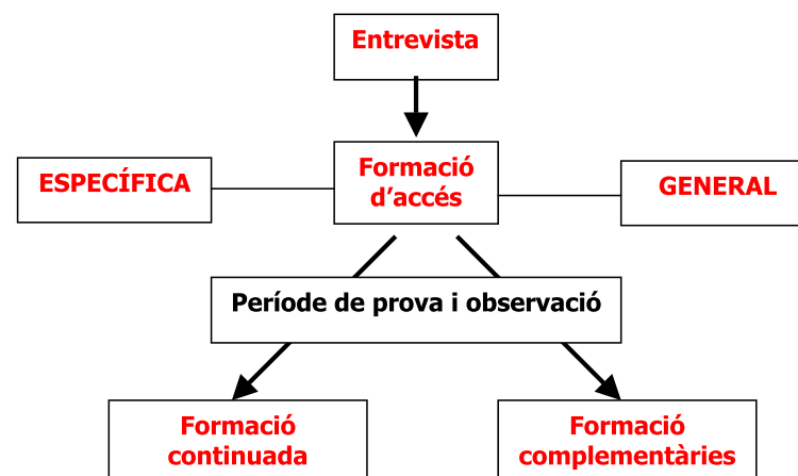 Entrevista
ESPECÍFICA
Formació
d'accés
GENERAL
Període de prova i observació
Formació
continuada
Formació
complementàries